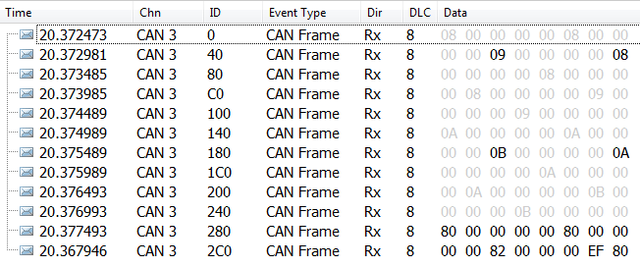 Time Chn ID Event Type Dir DLC Data
20.372473 CAN 3 0 CAN Frame Rx 8 08 00 00 00 00 08 00 00
20.372981 CAN 3 40 CAN Frame Rx 8 00 00 09 00 00 00 00 08
20.373485 CAN 3 80 CAN Frame Rx 8 00 00 00 00 08 00 00 00
20.373985 CAN 3 C0 CAN Frame Rx 8 00 08 00 00 00 00 09 00
20.374489 CAN 3 100 CAN Frame Rx 8 00 00 00 09 00 00 00 00
20.374989 CAN 3 140 CAN Frame Rx 8 0A 00 00 00 00 0A 00 00
20.375489 CAN 3 180 CAN Frame Rx 8 00 00 0B 00 00 00 00 0A
20.375989 CAN 3 1C0 CAN Frame Rx 8 00 00 00 00 0A 00 00 00
20.376493 CAN 3 200 CAN Frame Rx 8 00 0A 00 00 00 00 0B 00
20.376993 CAN 3 240 CAN Frame Rx 8 00 00 00 0B 00 00 00 00
20.377493 CAN 3 280 CAN Frame Rx 8 80 00 00 00 00 80 00 00
20.367946 CAN 3 2C0 CAN Frame Rx 8 00 00 82 00 00 00 EF 80